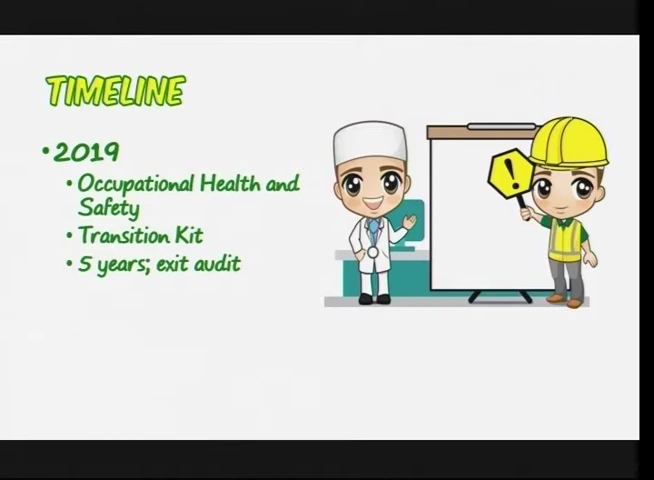 TIMELINE
• 2019
• Occupational Health and
Safety
• Transition Kit
• 5 years; exit audit
!